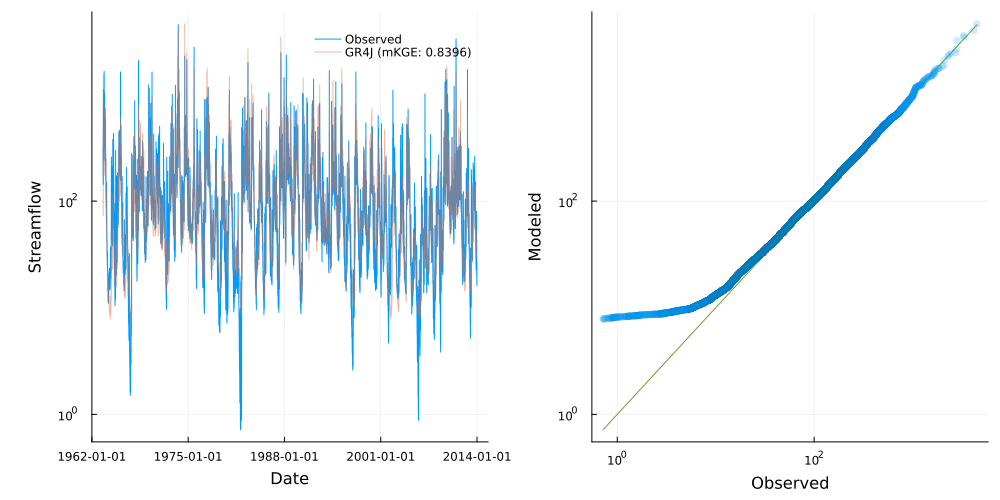 Observed
GR4J (mKGE: 0.8396)
Streamflow
10²
10⁰
1962-01-01 1975-01-01 1988-01-01 2001-01-01 2014-01-01
Date
Modeled
10²
10⁰
10⁰ 10²
Observed